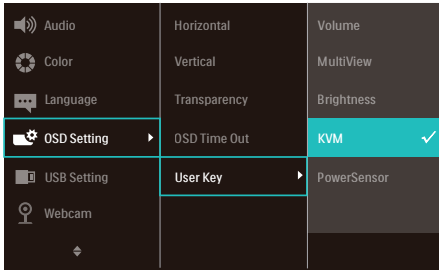 Audio
Color
Language
OSD Setting
USB Setting
Webcam
Horizontal
Vertical
Transparency
OSD Time Out
User Key
Volume
MultiView
Brightness
KVM
PowerSensor